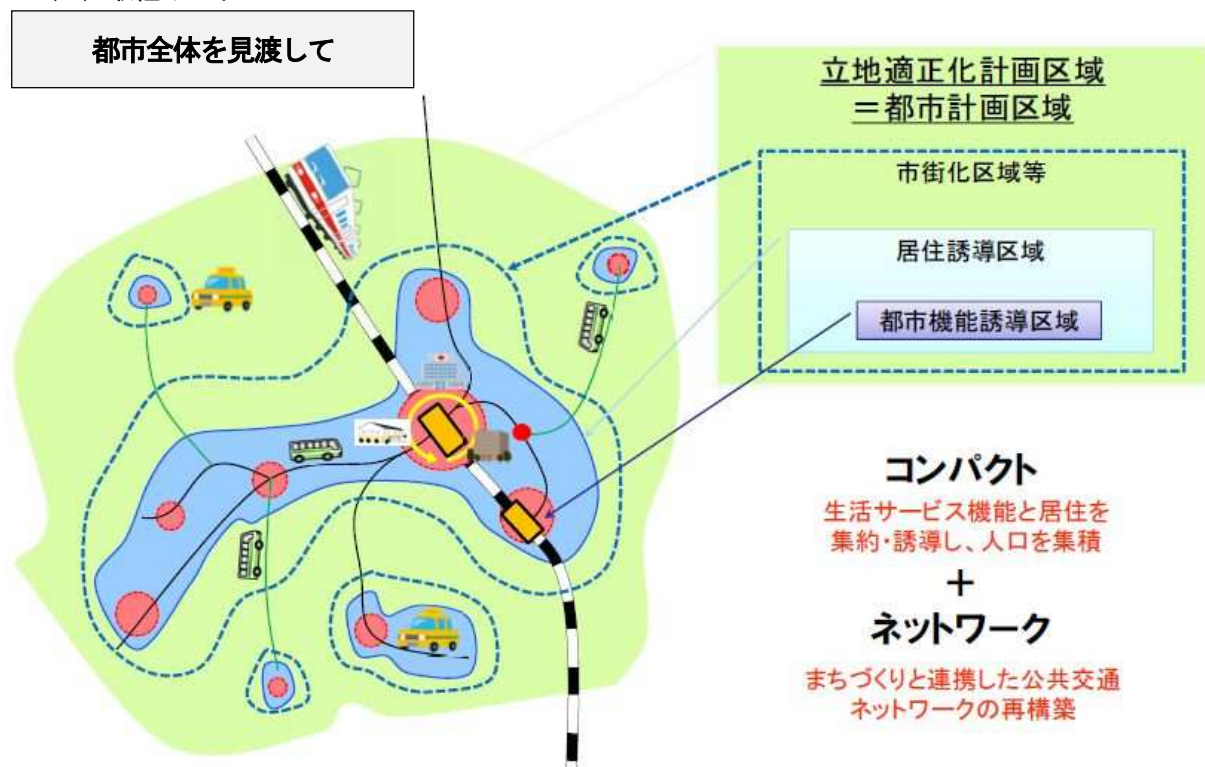 都市全体を見渡して
立地適正化計画区域
＝都市計画区域
市街化区域等
居住誘導区域
都市機能誘導区域
コンパクト
生活サービス機能と居住を
集約・誘導し、人口を集積
＋
ネットワーク
まちづくりと連携した公共交通
ネットワークの再構築